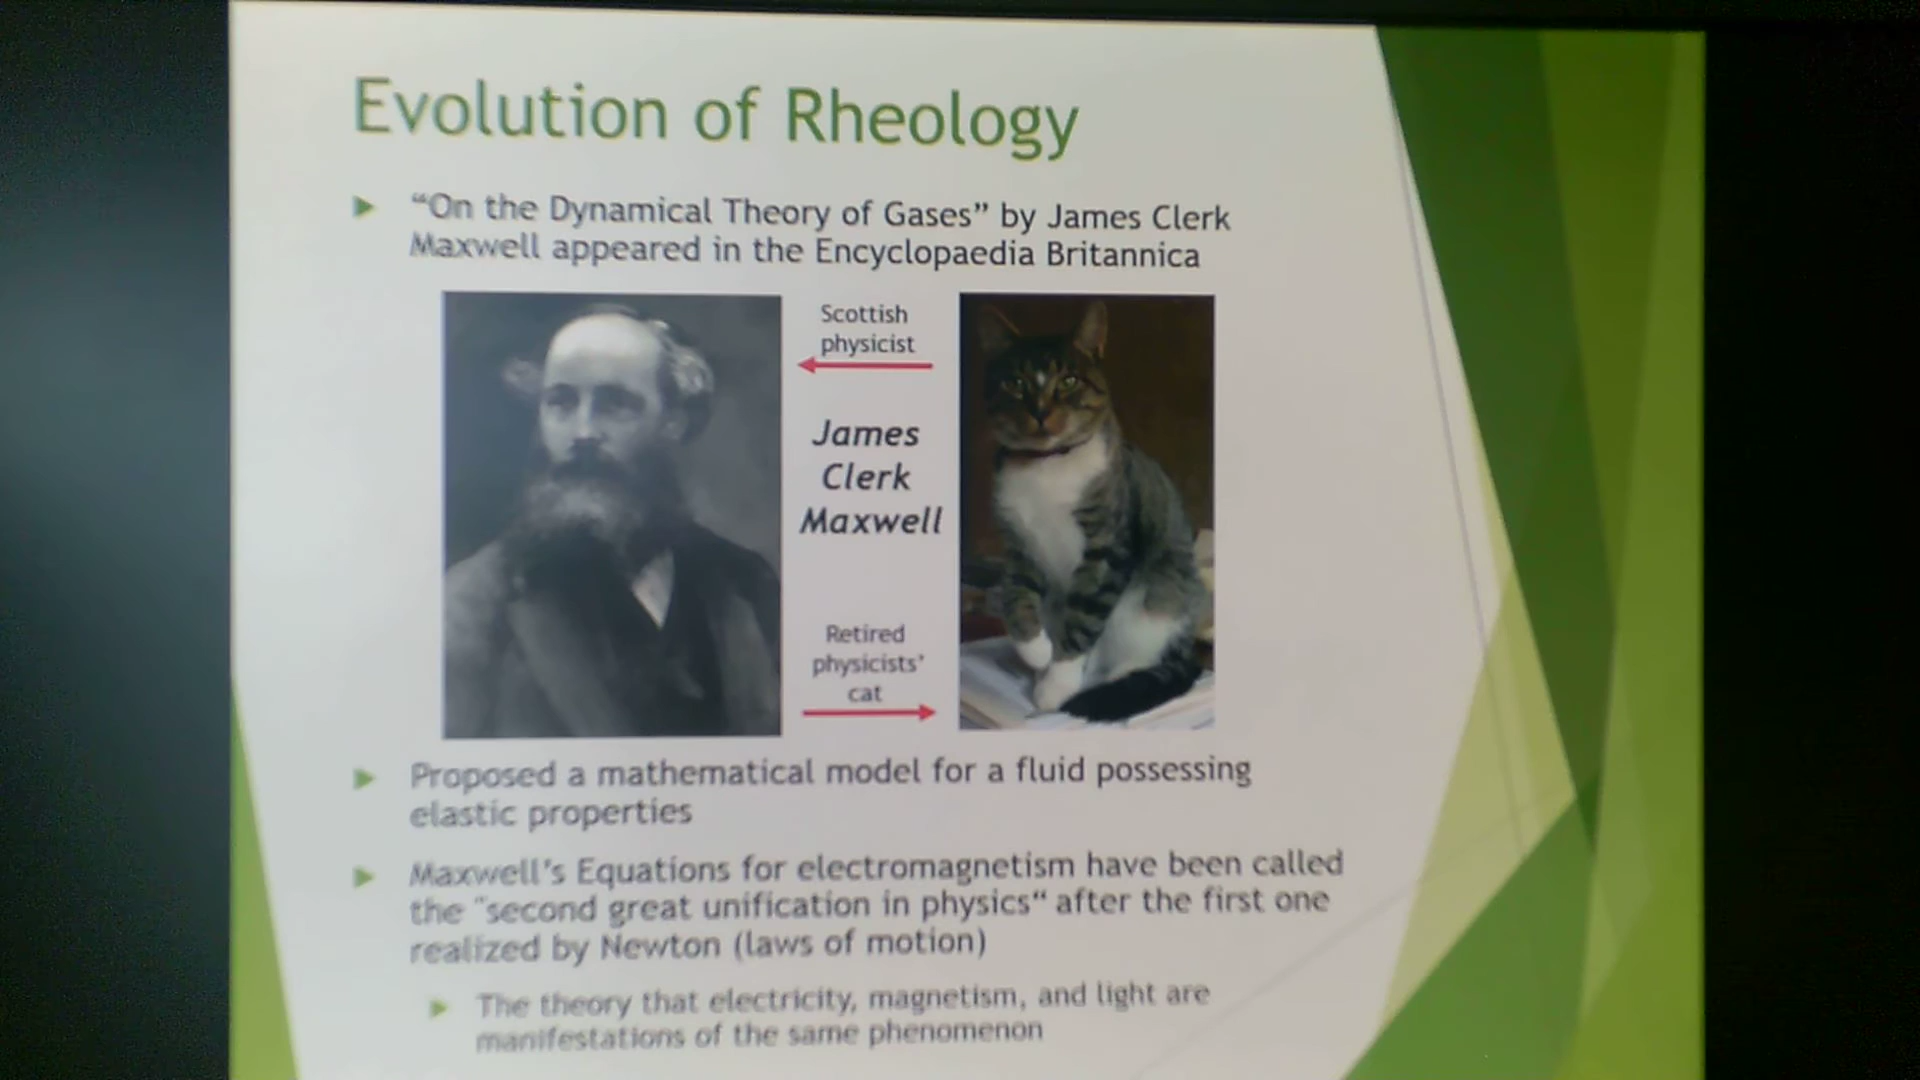 Evolution of Rheology
“On the Dynamical Theory of Gases” by James Clerk
Maxwell appeared in the Encyclopaedia Britannica
Scottish
physicist
James
Clerk
Maxwell
Retired
physicists’
cat
Proposed a mathematical model for a fluid possessing
elastic properties
Maxwell's Equations for electromagnetism have been called
the "second great unification in physics“ after the first one
realized by Newton (laws of motion)
The theory that electricity, magnetism, and light are
manifestations of the same phenomenon